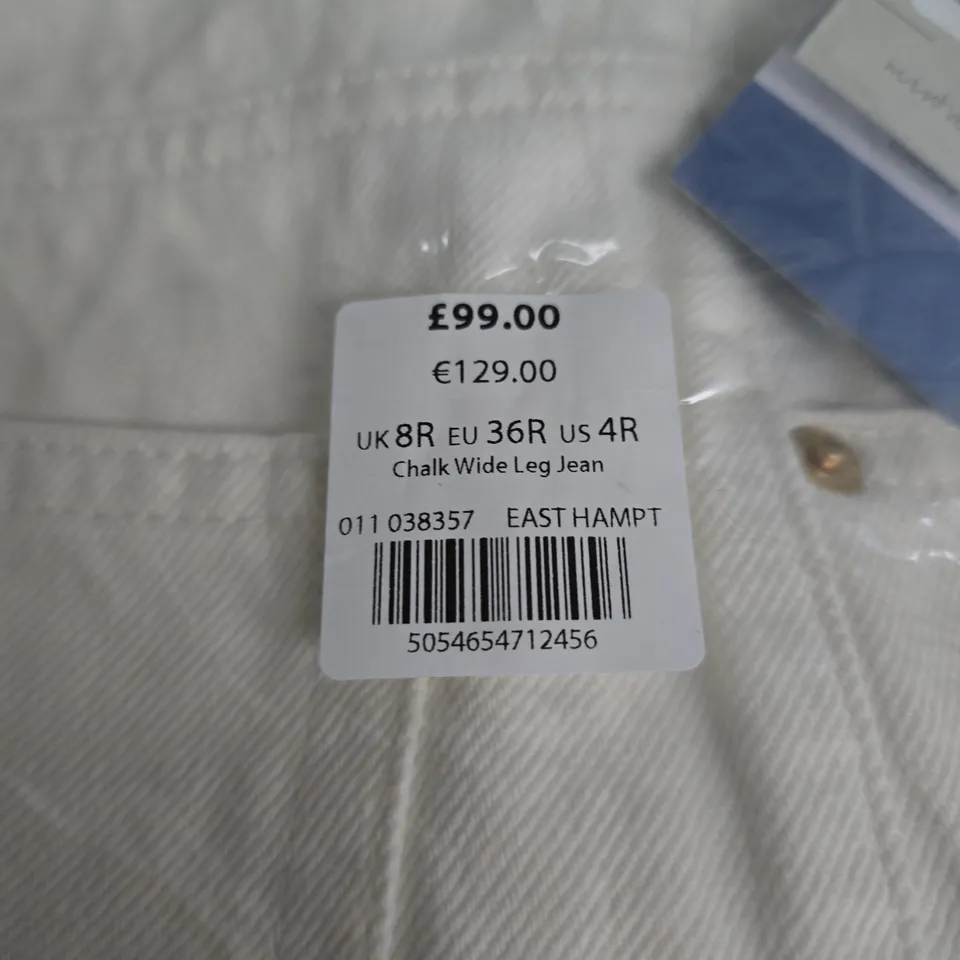 £99.00
€129.00
UK 8R EU 36R US 4R
Chalk Wide Leg Jean
011 038357 EAST HAMPT
5054654712456